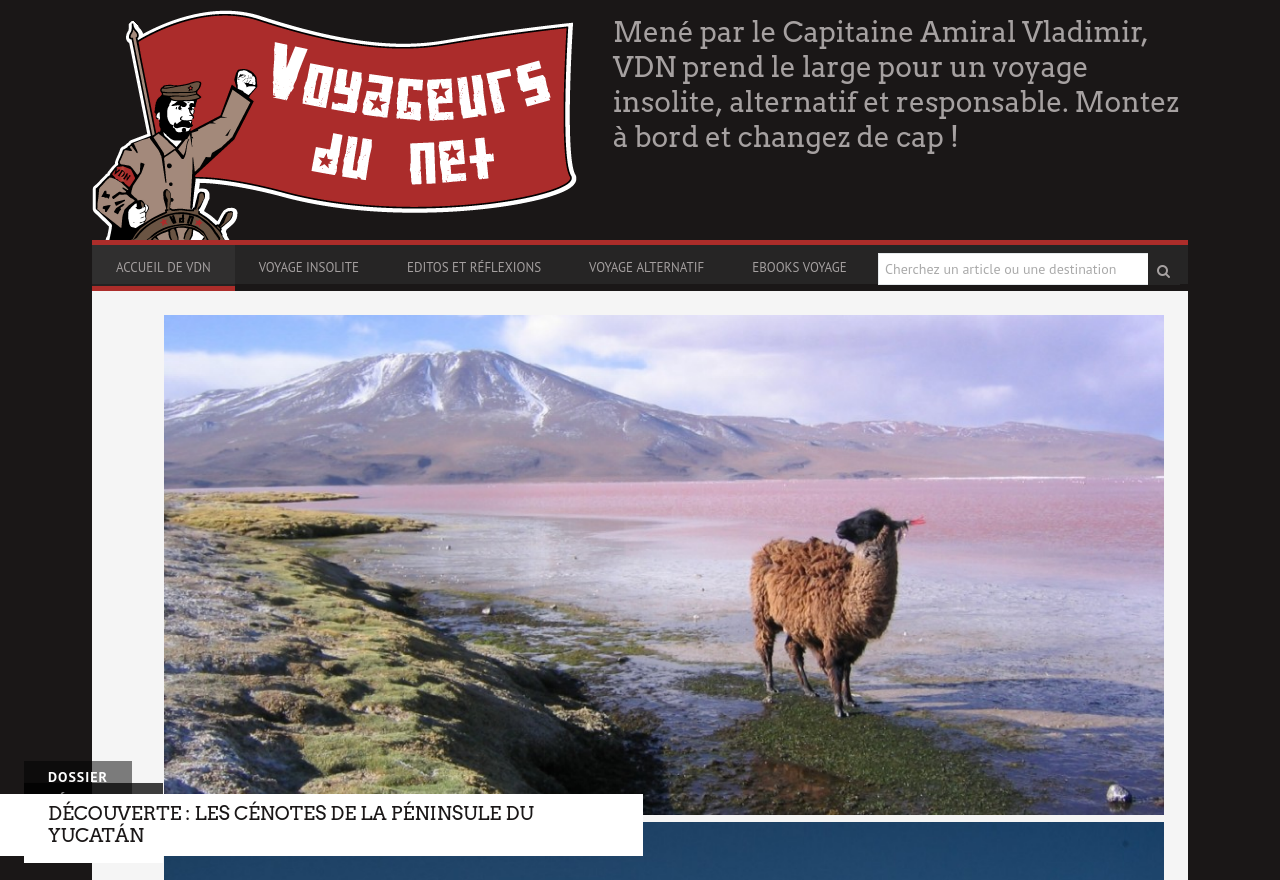 Voyageurs
du net
VDN
VDN
Mené par le Capitaine Amiral Vladimir,
VDN prend le large pour un voyage
insolite, alternatif et responsable. Montez
à bord et changez de cap !
ACCUEIL DE VDN
VOYAGE INSOLITE
EDITOS ET RÉFLEXIONS
VOYAGE ALTERNATIF
EBOOKS VOYAGE
Cherchez un article ou une destination
DOSSIER
DÉCOUVERTE : LES CÉNOTES DE LA PÉNINSULE DU
YUCATÁN